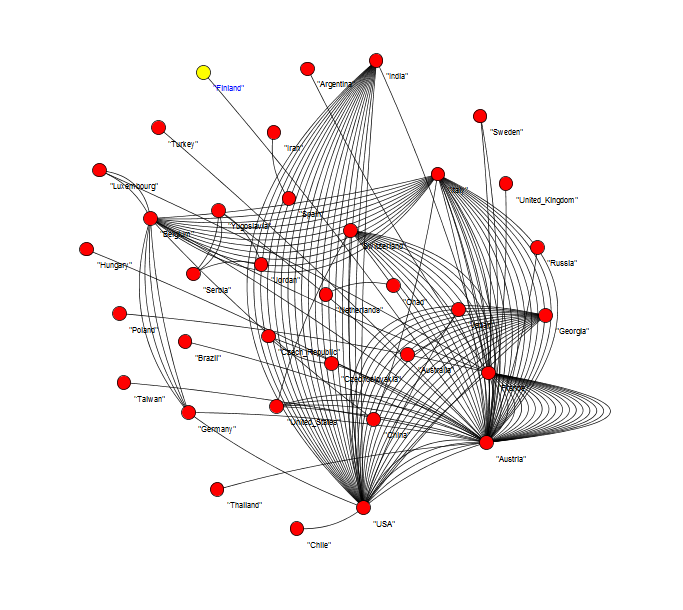 "India"
"Argentina
"Finland"
"Sweden"
"Turkey"
"Iran"
"Luxembourg"
"Italy"
"United_Kingdom"
"Spain"
"Yugoslavia"
"Belgium"
"Switzerland"
"Hungary"
"Russia"
"Jordan"
"Serbia"
"Chad"
"Netherlands"
"Poland"
"Georgia"
"Czech_Republic"
"Brazil"
"Australia"
"Czechoslovakia"
"Taiwan"
"France"
"United_States"
"Germany"
"China"
"Austria"
"Thailand"
"USA"
"Chile"